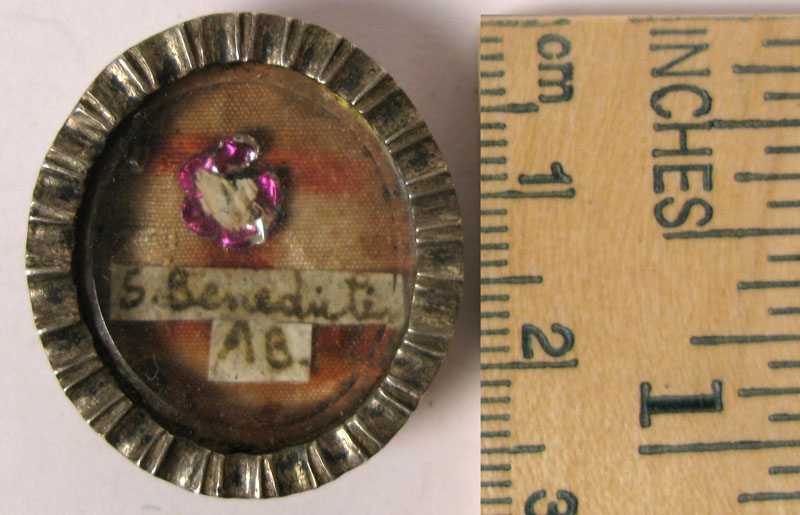 S. Benedicti
AB.
cm
1
2
3
INCHES
1